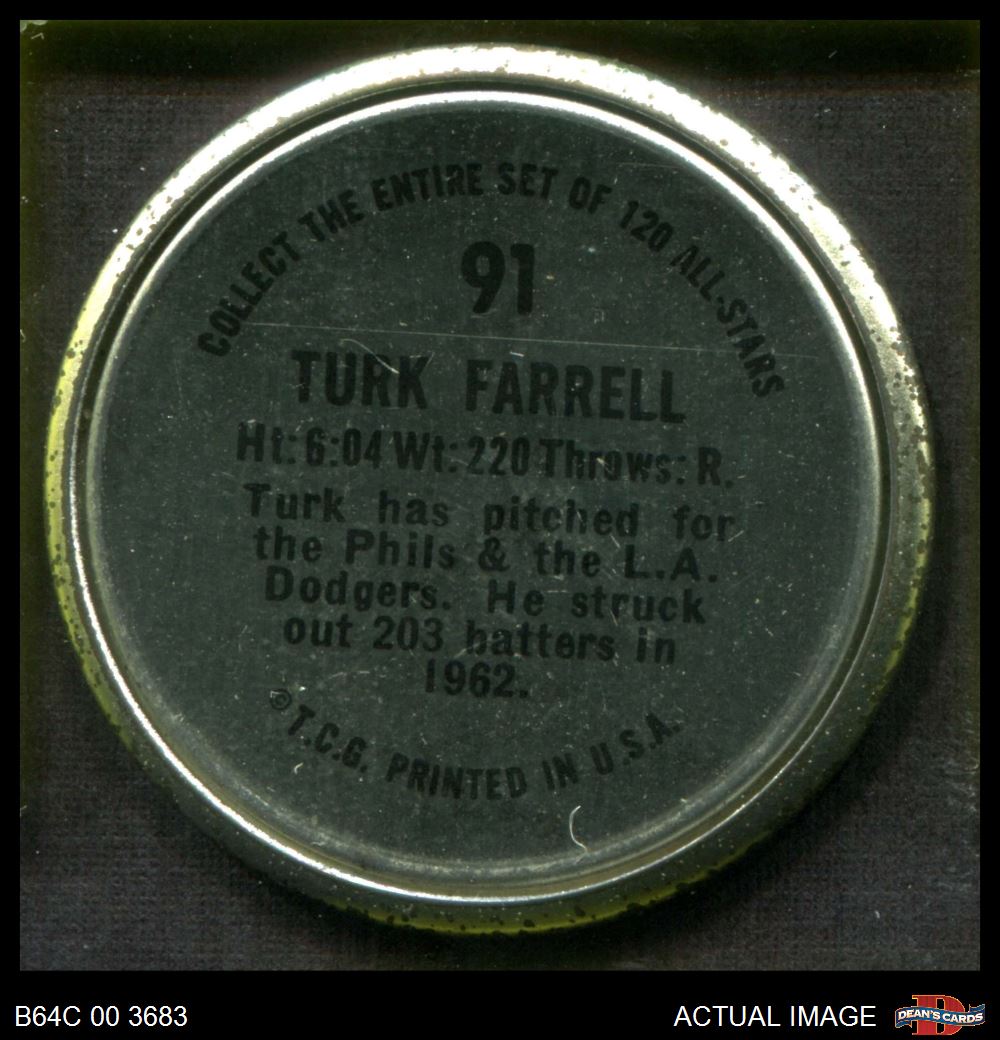 COLLECT THE ENTIRE SET OF 120 ALL-STARS
91
TURK FARRELL
Ht: 6:04 Wt: 220 Throws: R.
Turk has pitched for
the Phils & the L.A.
Dodgers. He struck
out 203 batters in
1962.
© T.C.G. PRINTED IN U.S.A.
B64C 00 3683
ACTUAL IMAGE
D
DEAN'S CARDS